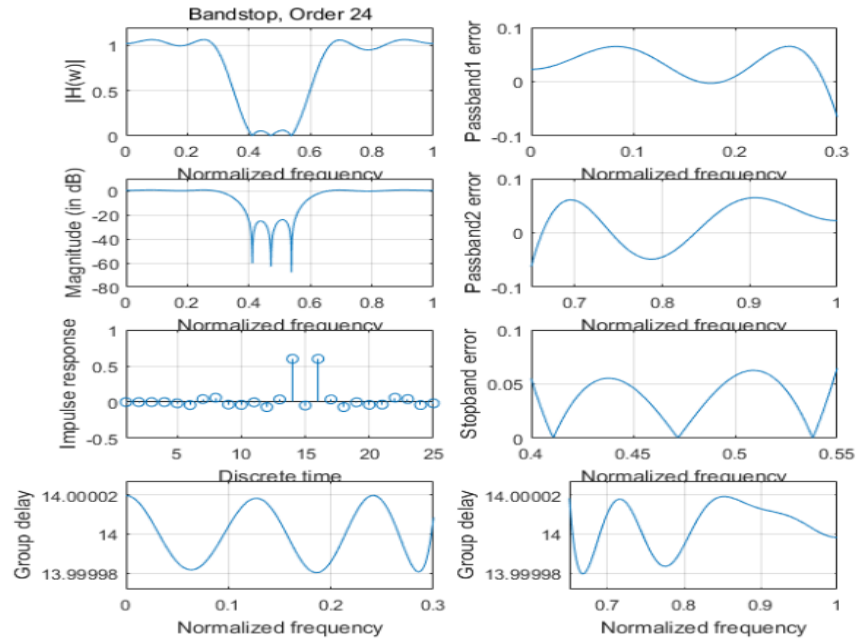 Bandstop, Order 24
|H(w)|
1
0.5
0
0 0.2 0.4 0.6 0.8 1
Normalized frequency
Passband1 error
0.1
0
-0.1
0 0.1 0.2 0.3
Normalized frequency
Magnitude (in dB)
0
-20
-40
-60
-80
0 0.2 0.4 0.6 0.8 1
Normalized frequency
Passband2 error
0.1
0
-0.1
0.7 0.8 0.9 1
Normalized frequency
Impulse response
1
0.5
0
-0.5
5 10 15 20 25
Discrete time
Stopband error
0.1
0.05
0
0.4 0.45 0.5 0.55
Normalized frequency
Group delay
14.00002
14
13.99998
0 0.1 0.2 0.3
Normalized frequency
Group delay
14.00002
14
13.99998
0.7 0.8 0.9 1
Normalized frequency